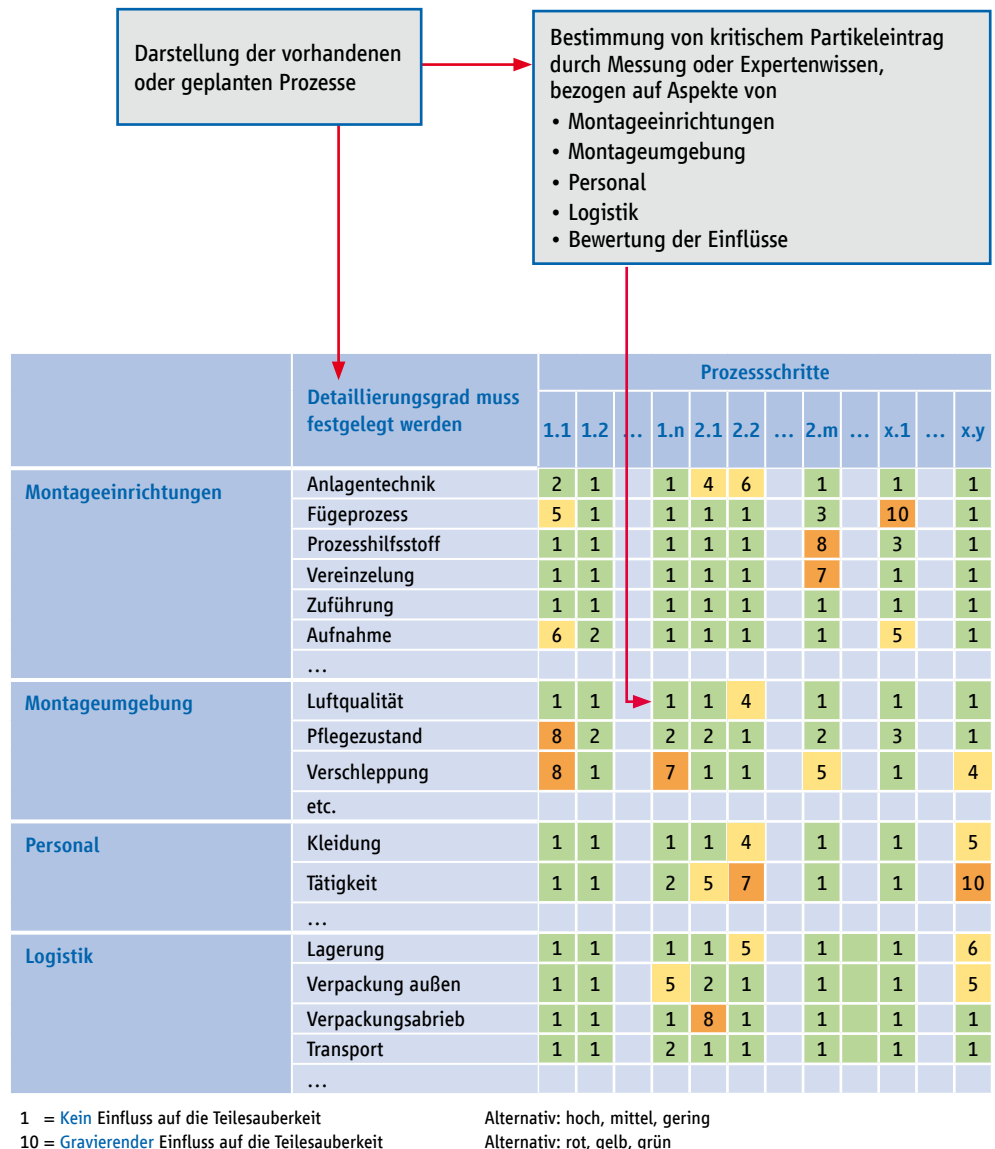 Darstellung der vorhandenen
oder geplanten Prozesse
Bestimmung von kritischem Partikeleintrag
durch Messung oder Expertenwissen,
bezogen auf Aspekte von
• Montageeinrichtungen
• Montageumgebung
• Personal
• Logistik
• Bewertung der Einflüsse
Detaillierungsgrad muss
festgelegt werden
Prozessschritte
1.1 1.2 ... 1.n 2.1 2.2 ... 2.m ... x.1 ... x.y
Montageeinrichtungen
Anlagentechnik 2 1 1 4 6 1 1 1
Fügeprozess 5 1 1 1 1 3 10 1
Prozesshilfsstoff 1 1 1 1 1 8 3 1
Vereinzelung 1 1 1 1 1 7 1 1
Zuführung 1 1 1 1 1 1 1 1
Aufnahme 6 2 1 1 1 1 5 1
...
Montageumgebung
Luftqualität 1 1 1 1 4 1 1 1
Pflegezustand 8 2 2 2 1 2 3 1
Verschleppung 8 1 7 1 1 5 1 4
etc.
Personal
Kleidung 1 1 1 1 4 1 1 5
Tätigkeit 1 1 2 5 7 1 1 10
...
Logistik
Lagerung 1 1 1 1 5 1 1 6
Verpackung außen 1 1 5 2 1 1 1 5
Verpackungsabrieb 1 1 1 8 1 1 1 1
Transport 1 1 2 1 1 1 1 1
...
1 = Kein Einfluss auf die Teilesauberkeit Alternativ: hoch, mittel, gering
10 = Gravierender Einfluss auf die Teilesauberkeit Alternativ: rot, gelb, grün